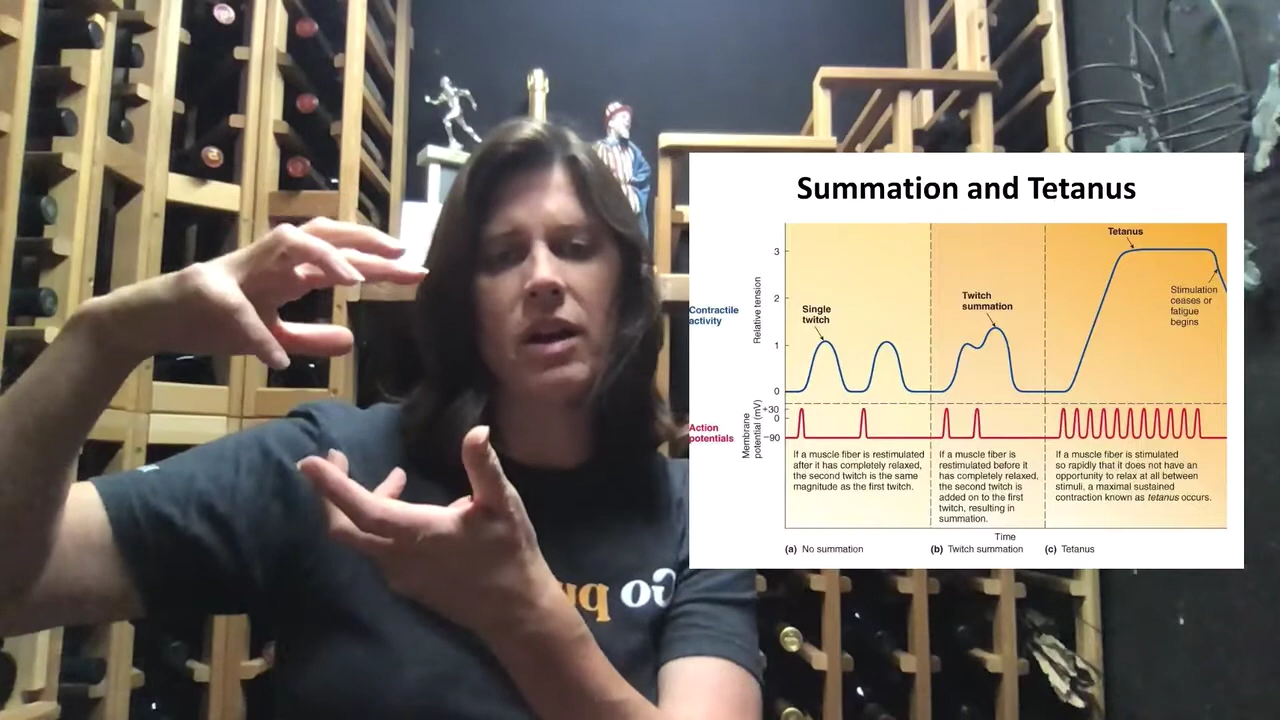 Summation and Tetanus
Tetanus
3
Stimulation
ceases or
fatigue
begins
2
Twitch
summation
Single
twitch
Contractile
activity
Relative tension
1
0
Action
potentials
Membrane
potential (mV)
+30
0
−90
If a muscle fiber is restimulated
after it has completely relaxed,
the second twitch is the same
magnitude as the first twitch.
If a muscle fiber is
restimulated before it
has completely relaxed,
the second twitch is
added on to the first
twitch, resulting in
summation.
If a muscle fiber is stimulated
so rapidly that it does not have an
opportunity to relax at all between
stimuli, a maximal sustained
contraction known as tetanus occurs.
Time
(a) No summation
(b) Twitch summation
(c) Tetanus
Go